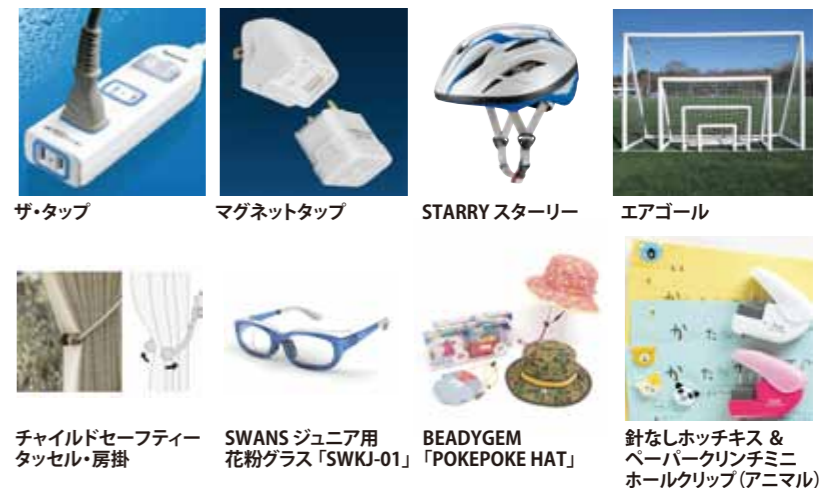 ザ・タップ
マグネットタップ
STARRY スターリー
エアゴール
チャイルドセーフティー
タッセル・房掛
SWANS ジュニア用
花粉グラス「SWKJ-01」
BEADYGEM
「POKEPOKE HAT」
針なしホッチキス &
ペーパークリンチミニ
ホールクリップ(アニマル)
か た
か た